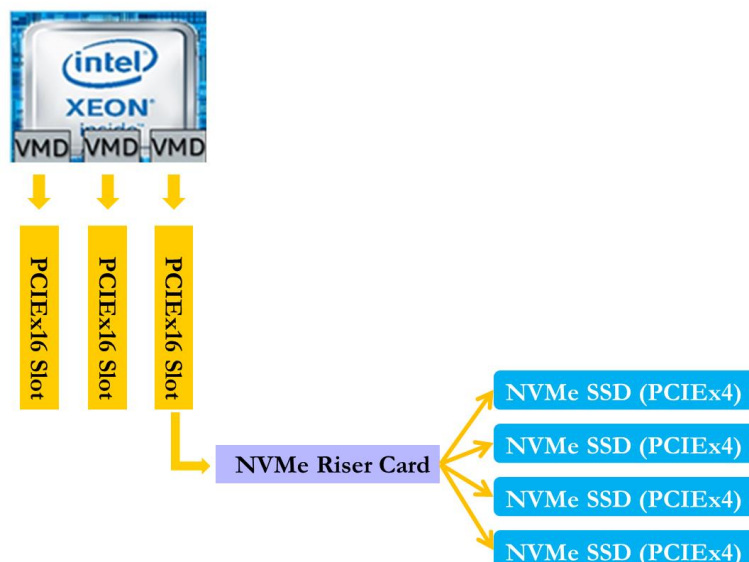 intel
XEON®
inside™
VMD VMD VMD
PCIEx16 Slot
PCIEx16 Slot
PCIEx16 Slot
NVMe SSD (PCIEx4)
NVMe SSD (PCIEx4)
NVMe Riser Card
NVMe SSD (PCIEx4)
NVMe SSD (PCIEx4)